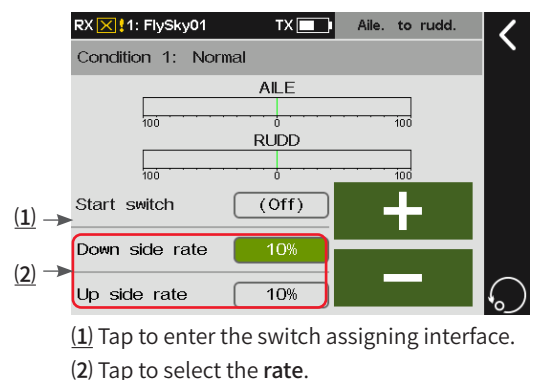 RX !1: FlySky01 TX Aile. to rudd.
Condition 1: Normal
AILE
100 0 100
RUDD
100 0 100
Start switch (Off)
(1)
Down side rate 10%
(2)
Up side rate 10%
(1) Tap to enter the switch assigning interface.
(2) Tap to select the rate.